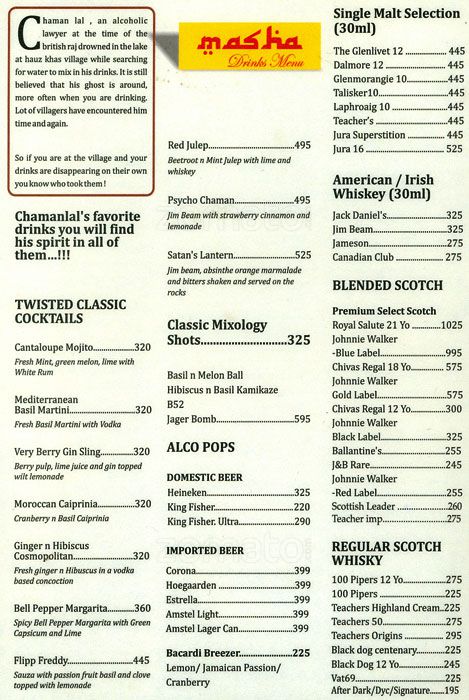 Chaman lal , an alcoholic
lawyer at the time of the
british raj drowned in the lake
at hauz khas village while searching
for water to mix in his drinks. It is still
believed that his ghost is around,
more often when you are drinking.
Lot of villagers have encountered him
time and again.
So if you are at the village and your
drinks are disappearing on their own
you know who took them !
Chamanlal's favorite
drinks you will find
his spirit in all of
them...!!!
TWISTED CLASSIC
COCKTAILS
Cantaloupe Mojito.....320
Fresh Mint, green melon, lime with
White Rum
Mediterranean
Basil Martini.....320
Fresh Basil Martini with Vodka
Very Berry Gin Sling.....320
Berry pulp, lime juice and gin topped
wilt lemonade
Moroccan Caiprinia.....320
Cranberry n Basil Caiprinia
Ginger n Hibiscus
Cosmopolitan.....320
Fresh ginger n Hibuscus in a vodka
based concoction
Bell Pepper Margarita.....360
Spicy Bell Pepper Margarita with Green
Capsicum and Lime
Flipp Freddy.....445
Sauza with passion fruit basil and clove
topped with lemonade
masha
Drinks Menu
Red Julep.....495
Beetroot n Mint Julep with lime and
whiskey
Psycho Chaman.....495
Jim Beam with strawberry cinnamon and
lemonade
Satan's Lantern.....525
Jim beam, absinthe orange marmalade
and bitters shaken and served on the
rocks
Classic Mixology
Shots.....325
Basil n Melon Ball
Hibiscus n Basil Kamikaze
B52
Jager Bomb.....595
ALCO POPS
DOMESTIC BEER
Heineken.....325
King Fisher.....220
King Fisher. Ultra.....290
IMPORTED BEER
Corona.....399
Hoegaarden .....399
Estrella.....399
Amstel Light.....399
Amstel Lager Can.....399
Bacardi Breezer.....225
Lemon/ Jamaican Passion/
Cranberry
Single Malt Selection
(30ml)
The Glenlivet 12 ..... 445
Dalmore 12 ..... 445
Glenmorangie 10.....445
Talisker10.....445
Laphroaig 10 .....445
Teacher's ..... 445
Jura Superstition ..... 445
Jura 16 ..... 525
American / Irish
Whiskey (30ml)
Jack Daniel's.....325
Jim Beam.....325
Jameson.....275
Canadian Club ..... 275
BLENDED SCOTCH
Premium Select Scotch
Royal Salute 21 Yo .....1025
Johnnie Walker
-Blue Label.....995
Chivas Regal 18 Yo.....575
Johnnie Walker
Gold Label.....575
Chivas Regal 12 Yo.....300
Johnnie Walker
Black Label.....325
Ballantine's.....255
J&B Rare.....245
Johnnie Walker
-Red Label.....255
Scottish Leader .....260
Teacher imp.....275
REGULAR SCOTCH
WHISKY
100 Pipers 12 Yo.....275
100 Pipers .....225
Teachers Highland Cream..225
Teachers 50.....275
Teachers Origins ..... 295
Black dog centenary.....225
Black Dog 12 Yo.....245
Vat69.....225
After Dark/Dyc/Signature.....195